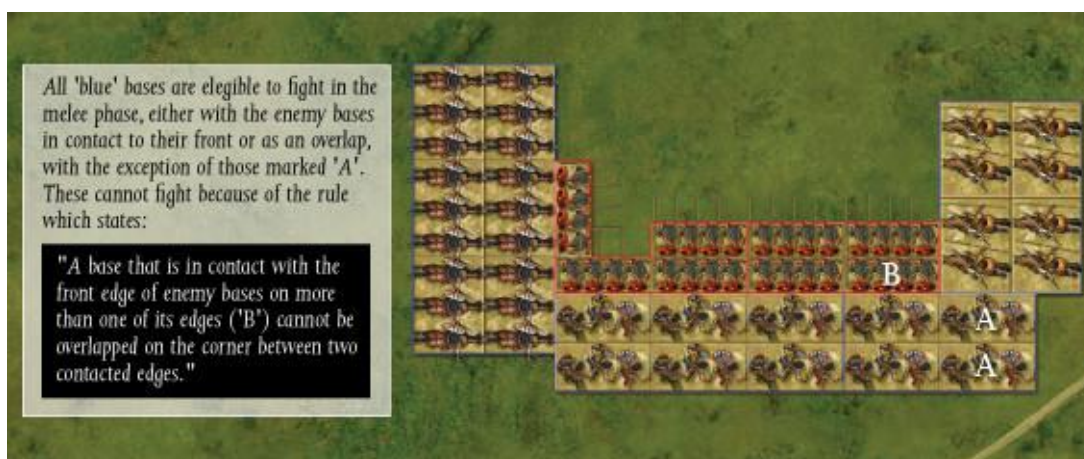 All 'blue' bases are elegible to fight in the
melee phase, either with the enemy bases
in contact to their front or as an overlap,
with the exception of those marked 'A'.
These cannot fight because of the rule
which states:
"A base that is in contact with the
front edge of enemy bases on more
than one of its edges ('B') cannot be
overlapped on the corner between two
contacted edges."
B
A
A